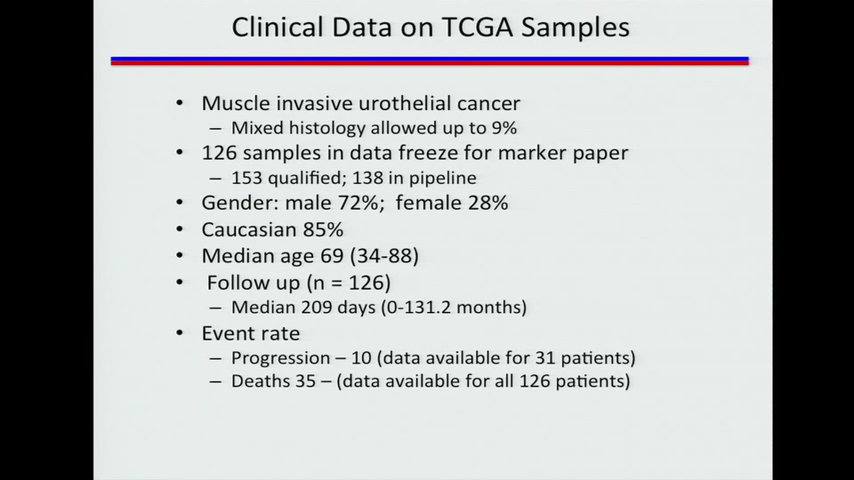 Clinical Data on TCGA Samples
• Muscle invasive urothelial cancer
– Mixed histology allowed up to 9%
• 126 samples in data freeze for marker paper
– 153 qualified; 138 in pipeline
• Gender: male 72%; female 28%
• Caucasian 85%
• Median age 69 (34-88)
• Follow up (n = 126)
– Median 209 days (0-131.2 months)
• Event rate
– Progression – 10 (data available for 31 patients)
– Deaths 35 – (data available for all 126 patients)